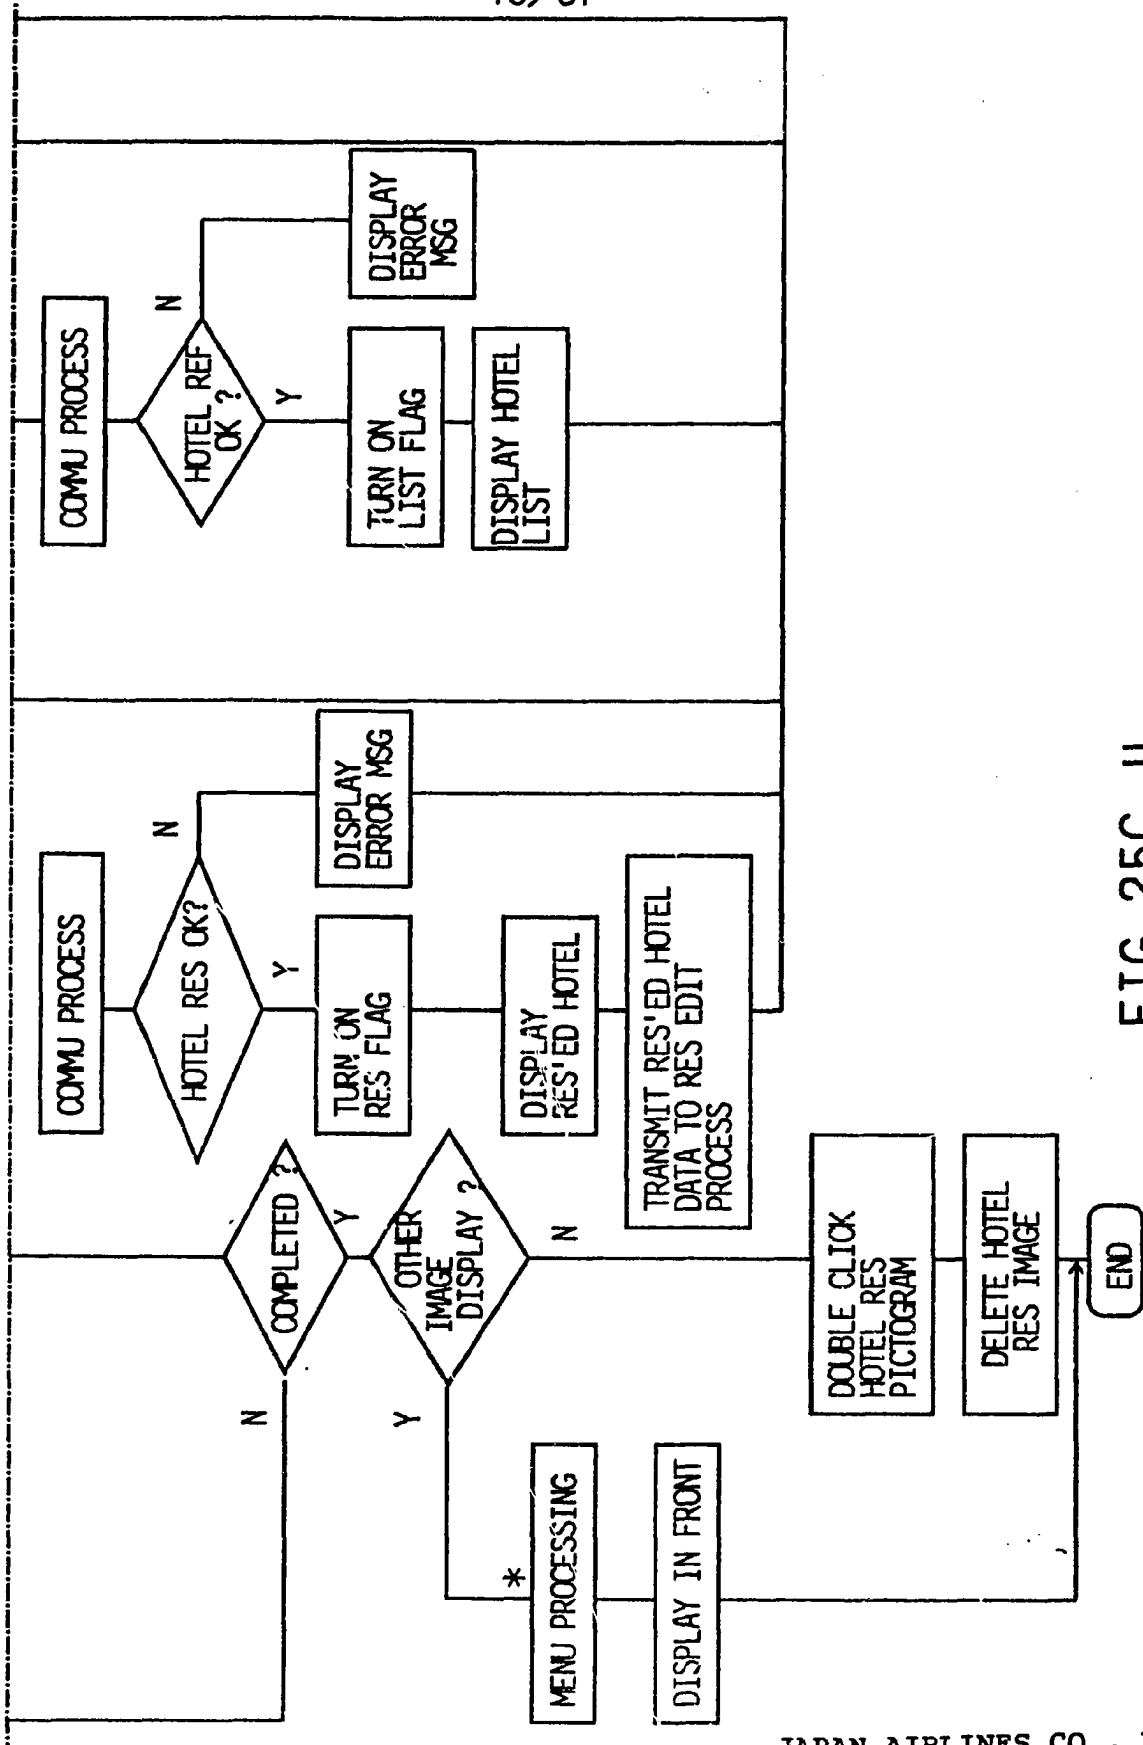 COMPLETED ?
N
Y
OTHER
IMAGE
DISPLAY ?
Y
N
*
MENU PROCESSING
DISPLAY IN FRONT
DOUBLE CLICK
HOTEL RES
PICTOGRAM
DELETE HOTEL
RES IMAGE
END
COMMU PROCESS
HOTEL RES OK?
N
Y
TURN ON
RES FLAG
DISPLAY
ERROR MSG
DISPLAY
RES'ED HOTEL
TRANSMIT RES'ED HOTEL
DATA TO RES EDIT
PROCESS
COMMU PROCESS
HOTEL REF
OK ?
N
Y
TURN ON
LIST FLAG
DISPLAY
ERROR
MSG
DISPLAY HOTEL
LIST
FIG. 25C
JAPAN AIRLINES CO.